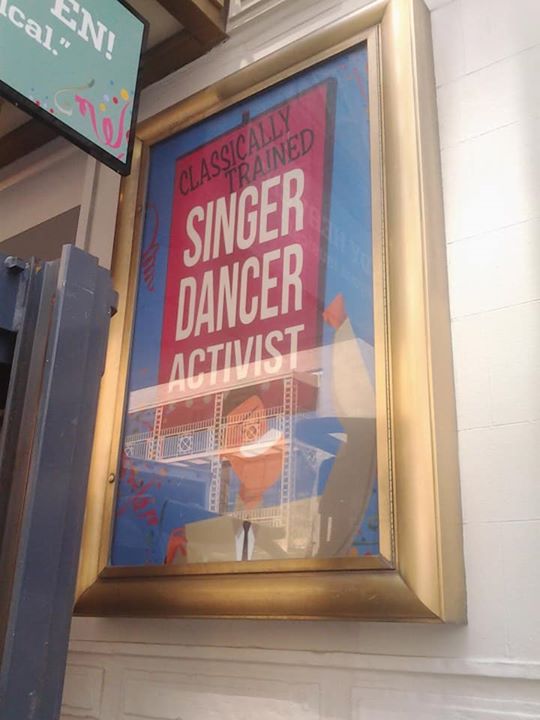 EN!
ical."
CLASSICALLY
TRAINED
SINGER
DANCER
ACTIVIST